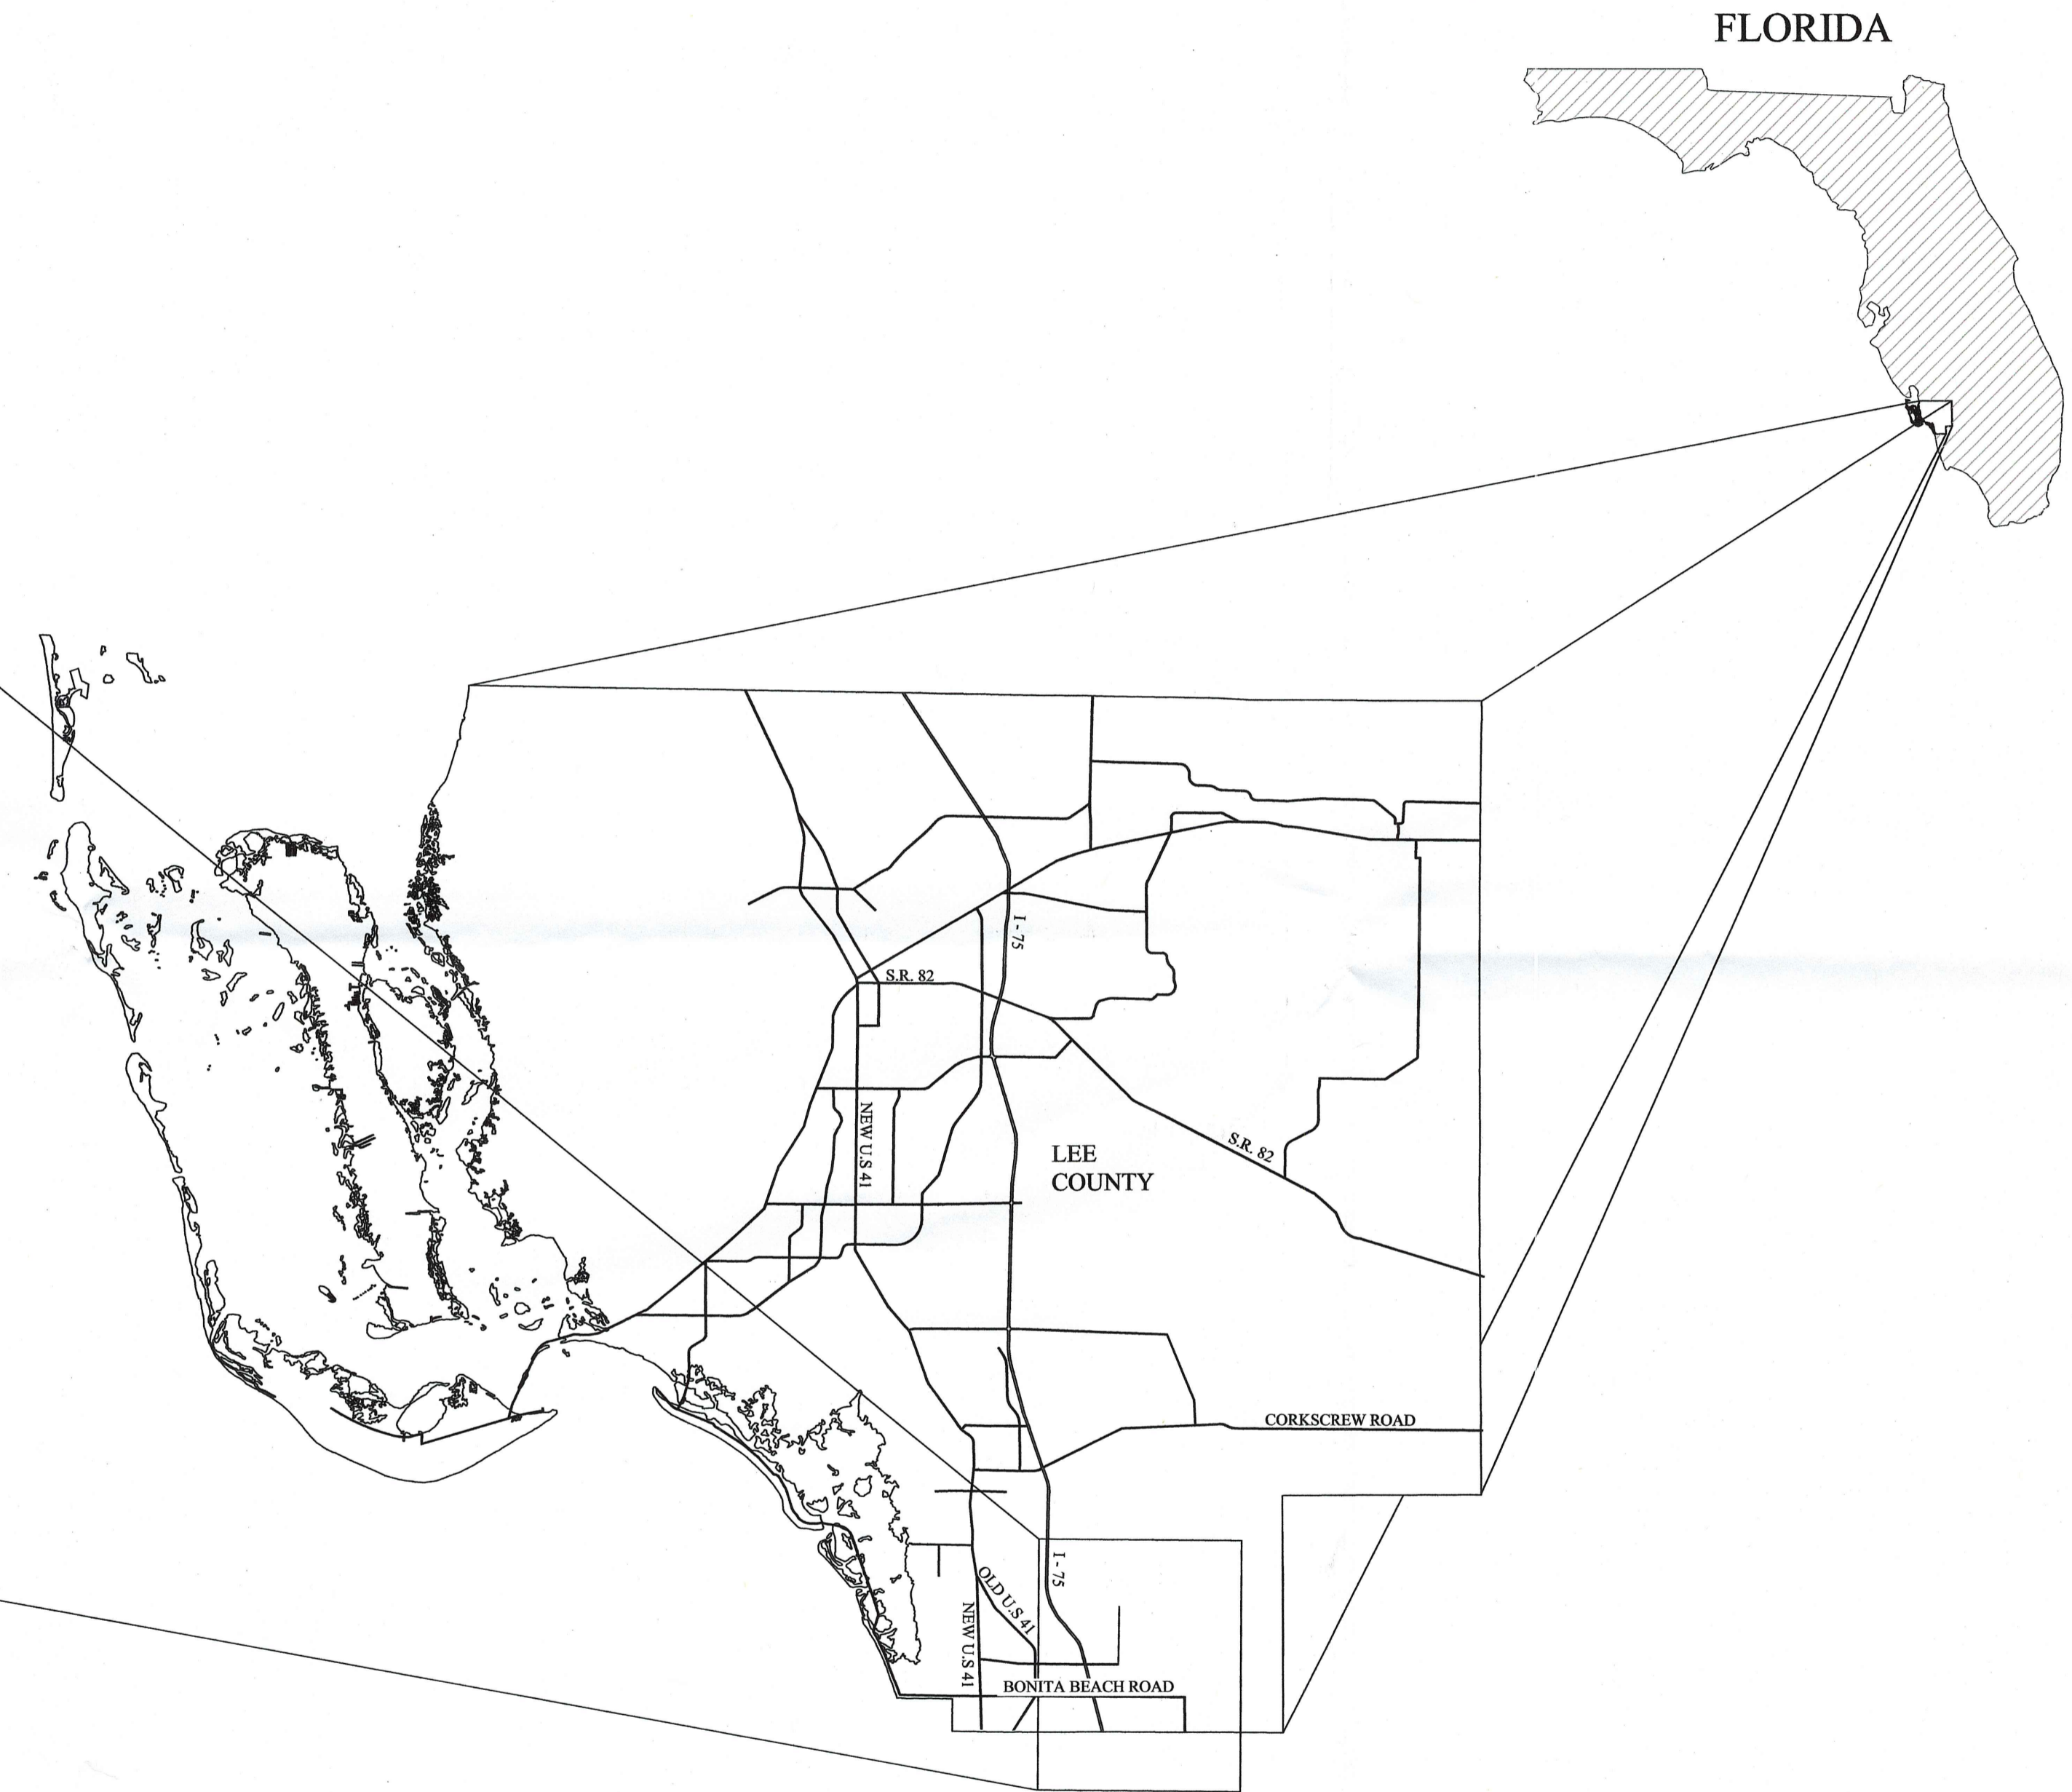 FLORIDA
I - 75
S.R. 82
NEW U.S 41
S.R. 82
LEE
COUNTY
CORKSCREW ROAD
I - 75
OLD U.S 41
NEW U.S 41
BONITA BEACH ROAD